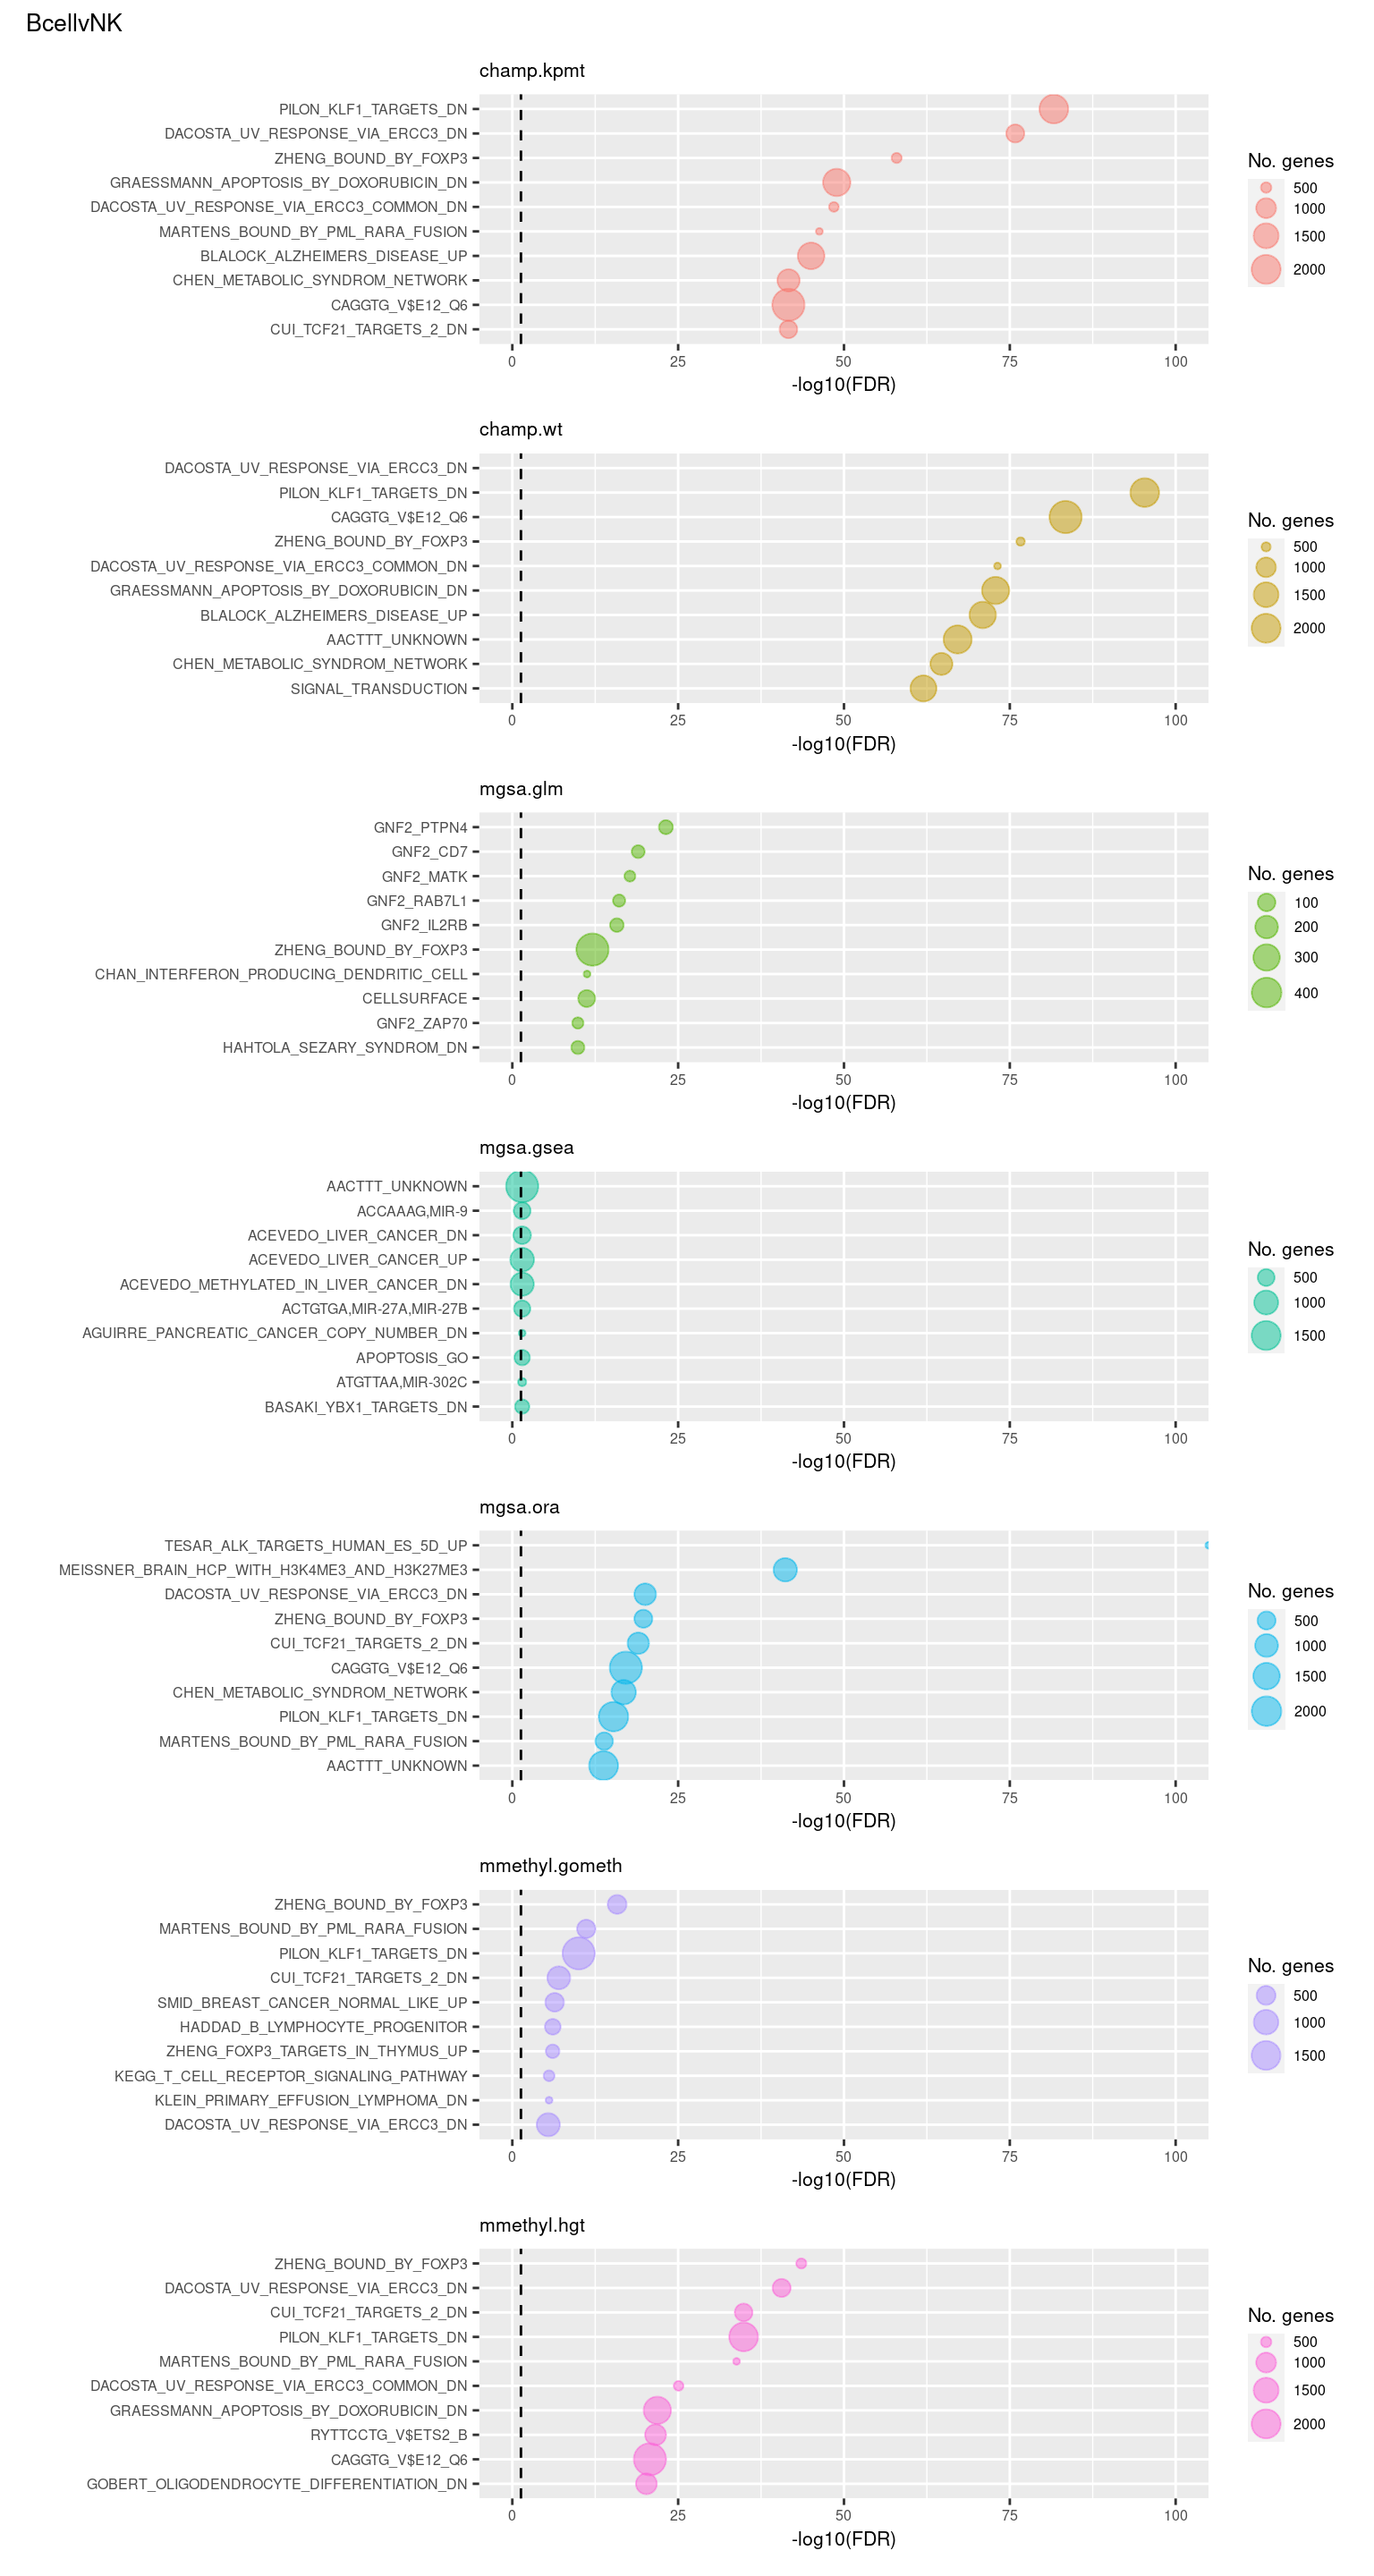 BcellvNK
champ.kpmt
PILON_KLF1_TARGETS_DN
DACOSTA_UV_RESPONSE_VIA_ERCC3_DN
ZHENG_BOUND_BY_FOXP3
GRAESSMANN_APOPTOSIS_BY_DOXORUBICIN_DN
DACOSTA_UV_RESPONSE_VIA_ERCC3_COMMON_DN
MARTENS_BOUND_BY_PML_RARA_FUSION
BLALOCK_ALZHEIMERS_DISEASE_UP
CHEN_METABOLIC_SYNDROM_NETWORK
CAGGTG_V$E12_Q6
CUI_TCF21_TARGETS_2_DN
0 25 50 75 100
-log10(FDR)
No. genes
500
1000
1500
2000
champ.wt
DACOSTA_UV_RESPONSE_VIA_ERCC3_DN
PILON_KLF1_TARGETS_DN
CAGGTG_V$E12_Q6
ZHENG_BOUND_BY_FOXP3
DACOSTA_UV_RESPONSE_VIA_ERCC3_COMMON_DN
GRAESSMANN_APOPTOSIS_BY_DOXORUBICIN_DN
BLALOCK_ALZHEIMERS_DISEASE_UP
AACTTT_UNKNOWN
CHEN_METABOLIC_SYNDROM_NETWORK
SIGNAL_TRANSDUCTION
0 25 50 75 100
-log10(FDR)
No. genes
500
1000
1500
2000
mgsa.glm
GNF2_PTPN4
GNF2_CD7
GNF2_MATK
GNF2_RAB7L1
GNF2_IL2RB
ZHENG_BOUND_BY_FOXP3
CHAN_INTERFERON_PRODUCING_DENDRITIC_CELL
CELLSURFACE
GNF2_ZAP70
HAHTOLA_SEZARY_SYNDROM_DN
0 25 50 75 100
-log10(FDR)
No. genes
100
200
300
400
mgsa.gsea
AACTTT_UNKNOWN
ACCAAAG,MIR-9
ACEVEDO_LIVER_CANCER_DN
ACEVEDO_LIVER_CANCER_UP
ACEVEDO_METHYLATED_IN_LIVER_CANCER_DN
ACTGTGA,MIR-27A,MIR-27B
AGUIRRE_PANCREATIC_CANCER_COPY_NUMBER_DN
APOPTOSIS_GO
ATGTTAA,MIR-302C
BASAKI_YBX1_TARGETS_DN
0 25 50 75 100
-log10(FDR)
No. genes
500
1000
1500
mgsa.ora
TESAR_ALK_TARGETS_HUMAN_ES_5D_UP
MEISSNER_BRAIN_HCP_WITH_H3K4ME3_AND_H3K27ME3
DACOSTA_UV_RESPONSE_VIA_ERCC3_DN
ZHENG_BOUND_BY_FOXP3
CUI_TCF21_TARGETS_2_DN
CAGGTG_V$E12_Q6
CHEN_METABOLIC_SYNDROM_NETWORK
PILON_KLF1_TARGETS_DN
MARTENS_BOUND_BY_PML_RARA_FUSION
AACTTT_UNKNOWN
0 25 50 75 100
-log10(FDR)
No. genes
500
1000
1500
2000
mmethyl.gometh
ZHENG_BOUND_BY_FOXP3
MARTENS_BOUND_BY_PML_RARA_FUSION
PILON_KLF1_TARGETS_DN
CUI_TCF21_TARGETS_2_DN
SMID_BREAST_CANCER_NORMAL_LIKE_UP
HADDAD_B_LYMPHOCYTE_PROGENITOR
ZHENG_FOXP3_TARGETS_IN_THYMUS_UP
KEGG_T_CELL_RECEPTOR_SIGNALING_PATHWAY
KLEIN_PRIMARY_EFFUSION_LYMPHOMA_DN
DACOSTA_UV_RESPONSE_VIA_ERCC3_DN
0 25 50 75 100
-log10(FDR)
No. genes
500
1000
1500
mmethyl.hgt
ZHENG_BOUND_BY_FOXP3
DACOSTA_UV_RESPONSE_VIA_ERCC3_DN
CUI_TCF21_TARGETS_2_DN
PILON_KLF1_TARGETS_DN
MARTENS_BOUND_BY_PML_RARA_FUSION
DACOSTA_UV_RESPONSE_VIA_ERCC3_COMMON_DN
GRAESSMANN_APOPTOSIS_BY_DOXORUBICIN_DN
RYTTCCTG_V$ETS2_B
CAGGTG_V$E12_Q6
GOBERT_OLIGODENDROCYTE_DIFFERENTIATION_DN
0 25 50 75 100
-log10(FDR)
No. genes
500
1000
1500
2000